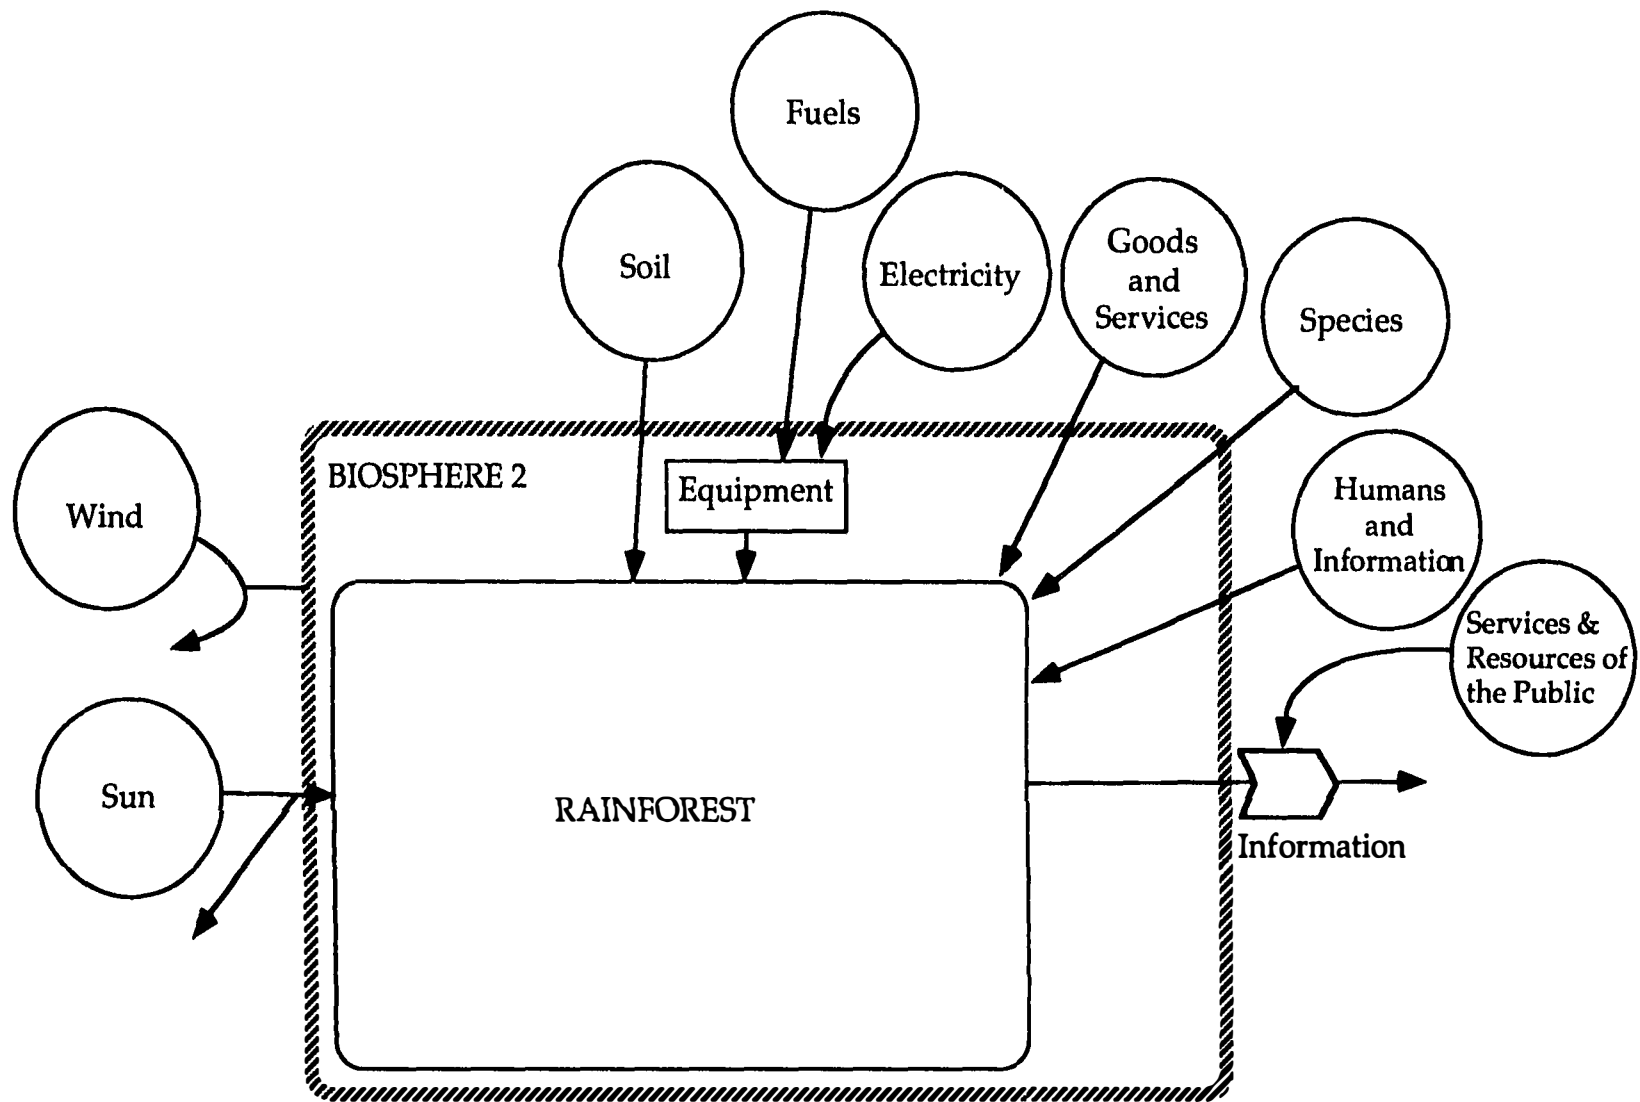 Fuels
Soil
Electricity
Goods
and
Services
Species
BIOSPHERE 2
Equipment
Wind
Humans
and
Information
Services &
Resources of
the Public
Sun
RAINFOREST
Information